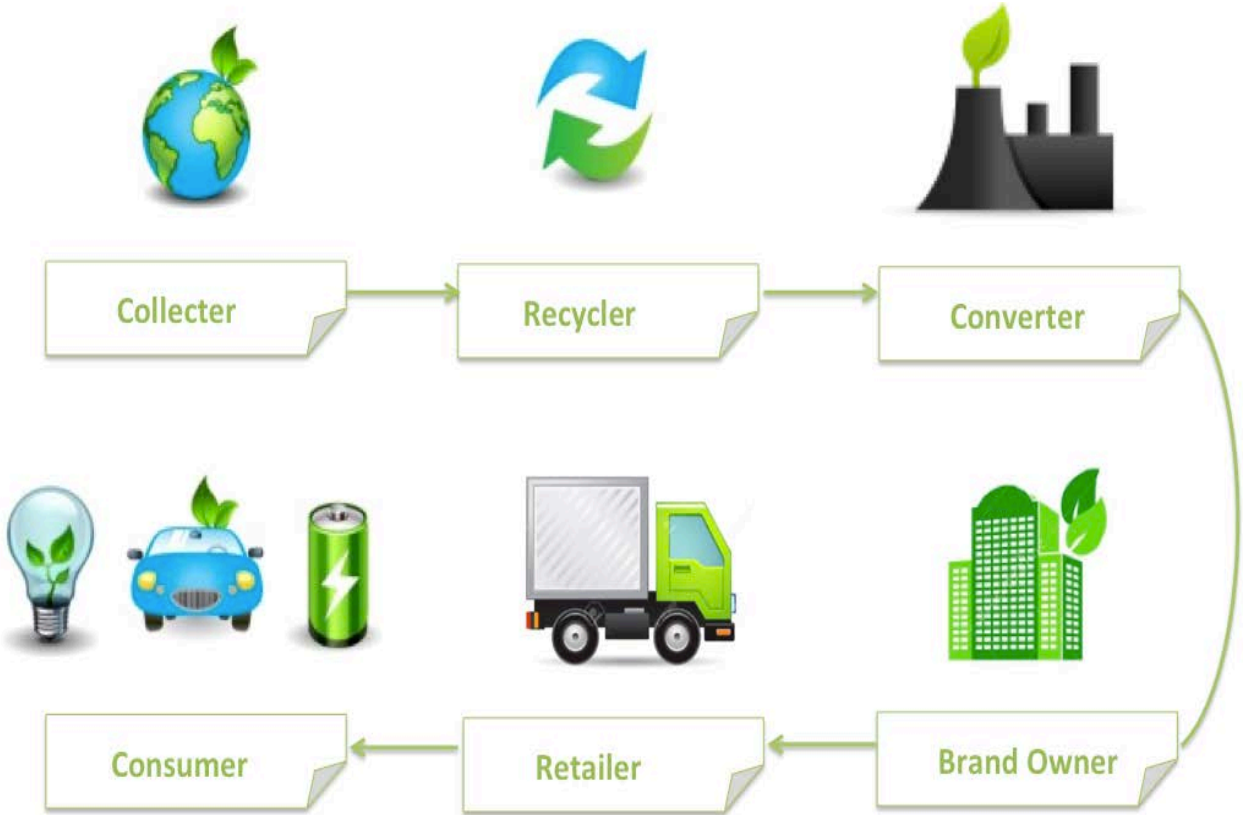 Collecter
Recycler
Converter
Consumer
Retailer
Brand Owner